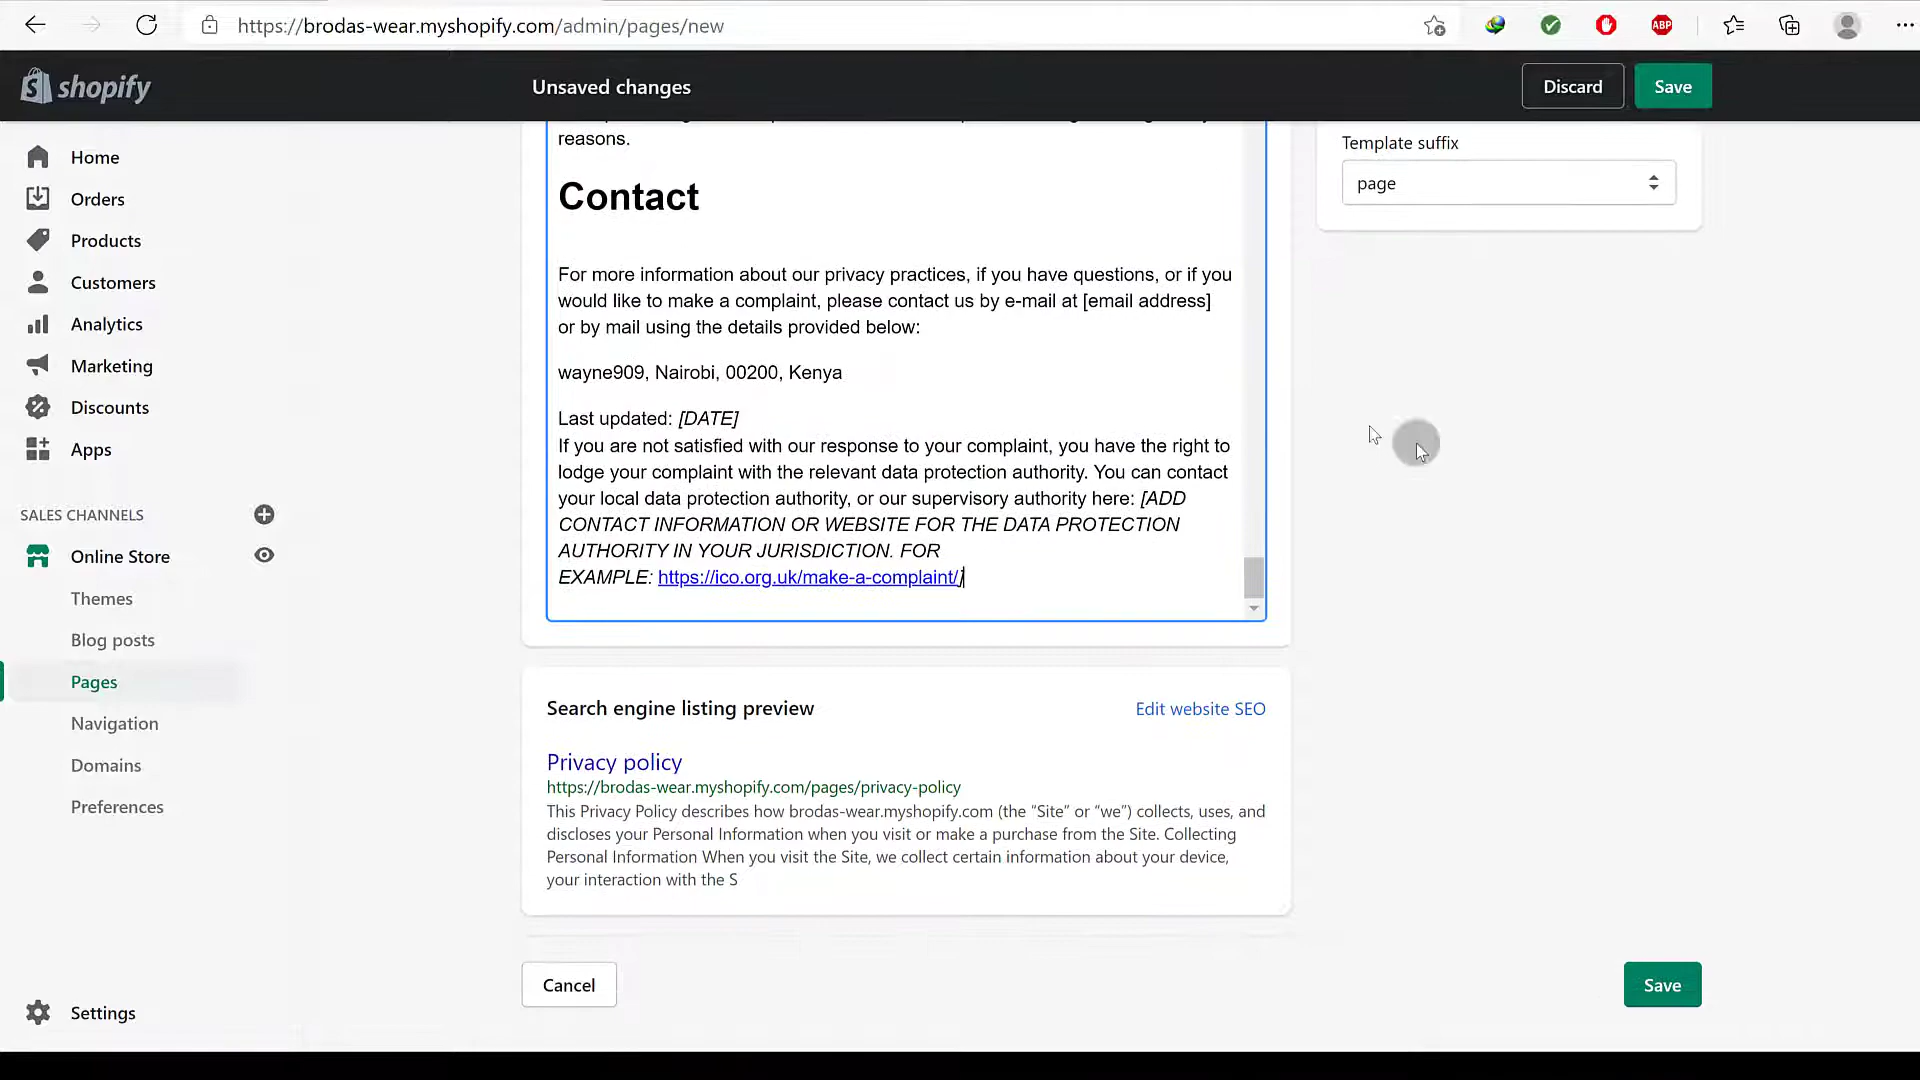 https://brodas-wear.myshopify.com/admin/pages/new
ABP
shopify
Unsaved changes
Discard
Save
Home
Orders
Products
Customers
Analytics
Marketing
Discounts
Apps
SALES CHANNELS
Online Store
Themes
Blog posts
Pages
Navigation
Domains
Preferences
Settings
reasons.
Contact
For more information about our privacy practices, if you have questions, or if you
would like to make a complaint, please contact us by e-mail at [email address]
or by mail using the details provided below:
wayne909, Nairobi, 00200, Kenya
Last updated: [DATE]
If you are not satisfied with our response to your complaint, you have the right to
lodge your complaint with the relevant data protection authority. You can contact
your local data protection authority, or our supervisory authority here: [ADD
CONTACT INFORMATION OR WEBSITE FOR THE DATA PROTECTION
AUTHORITY IN YOUR JURISDICTION. FOR
EXAMPLE: https://ico.org.uk/make-a-complaint/]
Template suffix
page
Search engine listing preview
Edit website SEO
Privacy policy
https://brodas-wear.myshopify.com/pages/privacy-policy
This Privacy Policy describes how brodas-wear.myshopify.com (the “Site” or “we”) collects, uses, and
discloses your Personal Information when you visit or make a purchase from the Site. Collecting
Personal Information When you visit the Site, we collect certain information about your device,
your interaction with the S
Cancel
Save